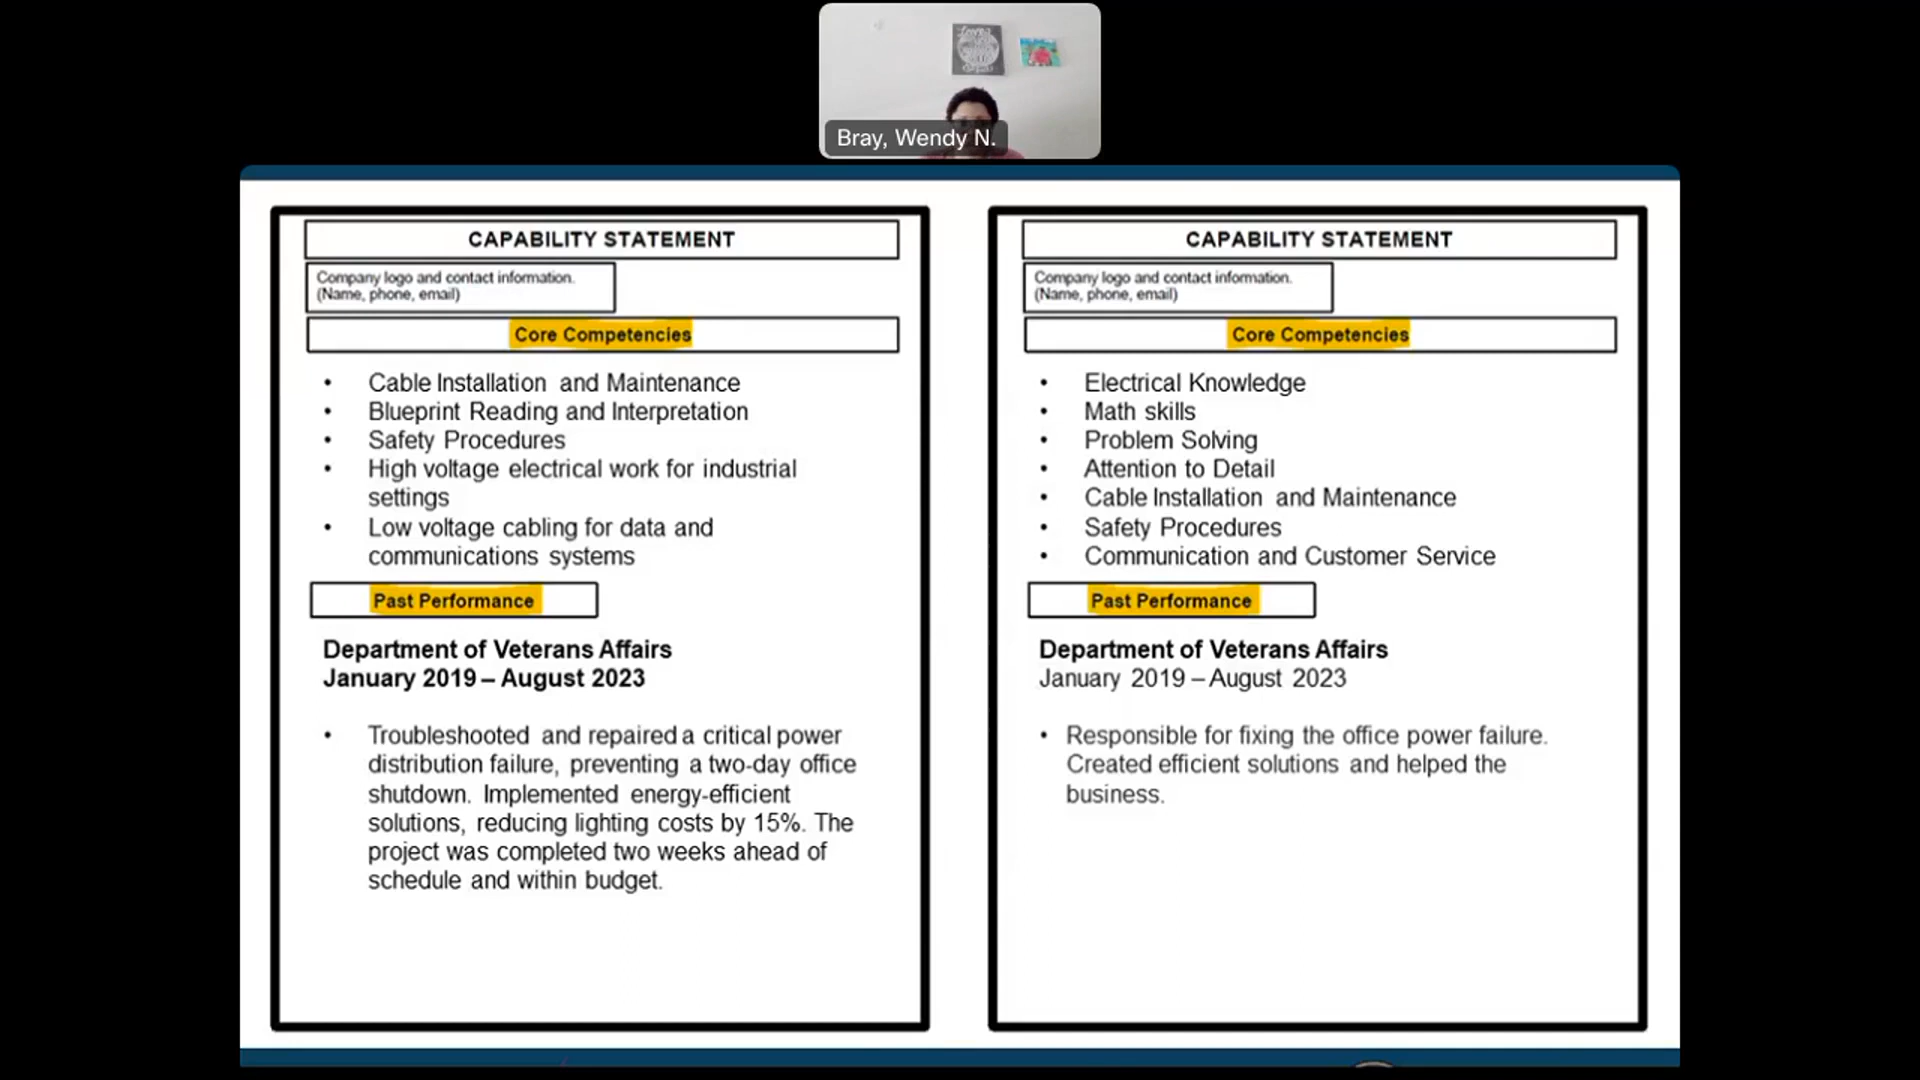 Bray, Wendy N.
CAPABILITY STATEMENT
Company logo and contact information.
(Name, phone, email)
Core Competencies
• Cable Installation and Maintenance
• Blueprint Reading and Interpretation
• Safety Procedures
• High voltage electrical work for industrial
settings
• Low voltage cabling for data and
communications systems
Past Performance
Department of Veterans Affairs
January 2019 – August 2023
• Troubleshooted and repaired a critical power
distribution failure, preventing a two-day office
shutdown. Implemented energy-efficient
solutions, reducing lighting costs by 15%. The
project was completed two weeks ahead of
schedule and within budget.
CAPABILITY STATEMENT
Company logo and contact information.
(Name, phone, email)
Core Competencies
• Electrical Knowledge
• Math skills
• Problem Solving
• Attention to Detail
• Cable Installation and Maintenance
• Safety Procedures
• Communication and Customer Service
Past Performance
Department of Veterans Affairs
January 2019 – August 2023
• Responsible for fixing the office power failure.
Created efficient solutions and helped the
business.